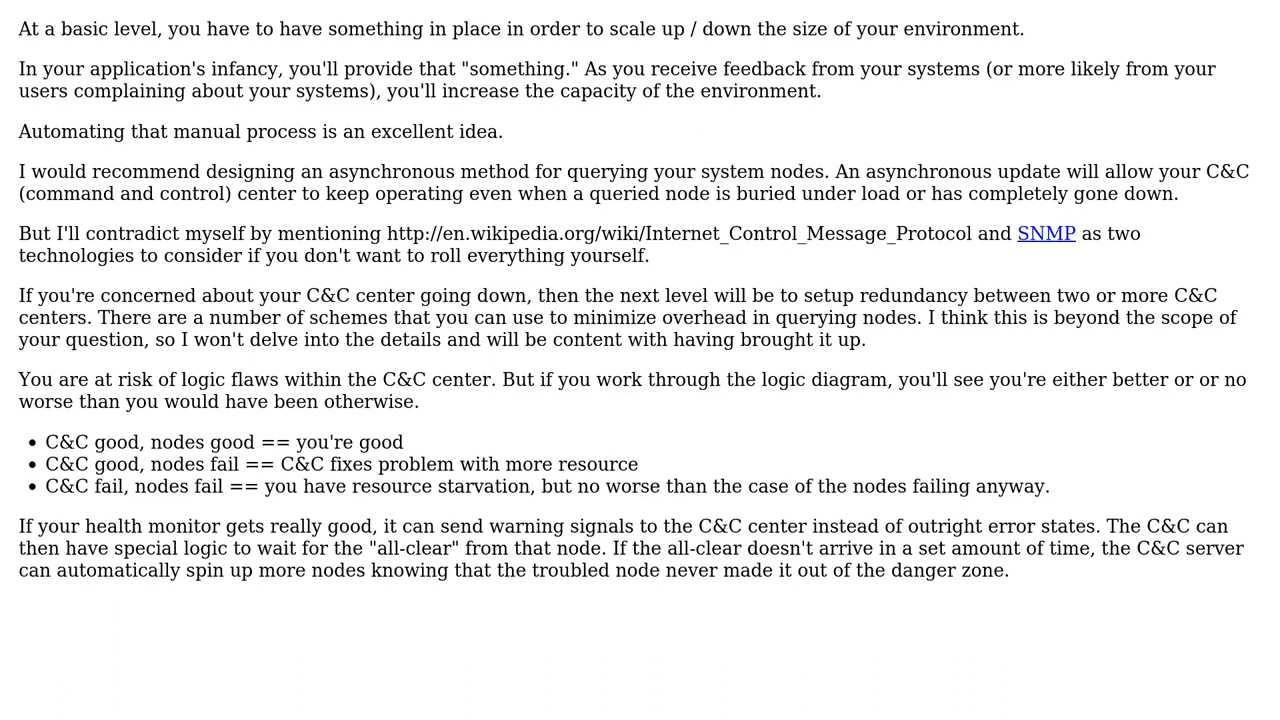 At a basic level, you have to have something in place in order to scale up / down the size of your environment.
In your application's infancy, you'll provide that "something." As you receive feedback from your systems (or more likely from your
users complaining about your systems), you'll increase the capacity of the environment.
Automating that manual process is an excellent idea.
I would recommend designing an asynchronous method for querying your system nodes. An asynchronous update will allow your C&C
(command and control) center to keep operating even when a queried node is buried under load or has completely gone down.
But I'll contradict myself by mentioning http://en.wikipedia.org/wiki/Internet_Control_Message_Protocol and SNMP as two
technologies to consider if you don't want to roll everything yourself.
If you're concerned about your C&C center going down, then the next level will be to setup redundancy between two or more C&C
centers. There are a number of schemes that you can use to minimize overhead in querying nodes. I think this is beyond the scope of
your question, so I won't delve into the details and will be content with having brought it up.
You are at risk of logic flaws within the C&C center. But if you work through the logic diagram, you'll see you're either better or or no
worse than you would have been otherwise.
• C&C good, nodes good == you're good
• C&C good, nodes fail == C&C fixes problem with more resource
• C&C fail, nodes fail == you have resource starvation, but no worse than the case of the nodes failing anyway.
If your health monitor gets really good, it can send warning signals to the C&C center instead of outright error states. The C&C can
then have special logic to wait for the "all-clear" from that node. If the all-clear doesn't arrive in a set amount of time, the C&C server
can automatically spin up more nodes knowing that the troubled node never made it out of the danger zone.